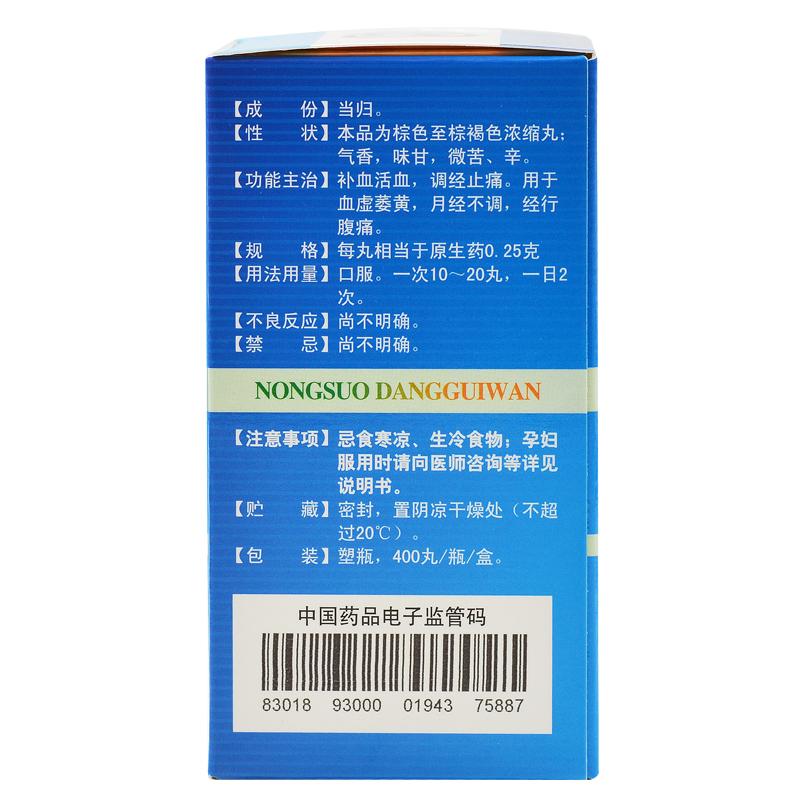 【成　份】当归。
【性　状】本品为棕色至棕褐色浓缩丸；
气香，味甘，微苦、辛。
【功能主治】补血活血，调经止痛。用于
血虚萎黄，月经不调，经行
腹痛。
【规　格】每丸相当于原生药0.25克
【用法用量】口服。一次10～20丸，一日2
次。
【不良反应】尚不明确。
【禁　忌】尚不明确。
NONGSUO DANGGUIWAN
【注意事项】忌食寒凉、生冷食物；孕妇
服用时请向医师咨询等详见
说明书。
【贮　藏】密封，置阴凉干燥处（不超
过20℃）。
【包　装】塑瓶，400丸/瓶/盒。
中国药品电子监管码
83018 93000 01943 75887